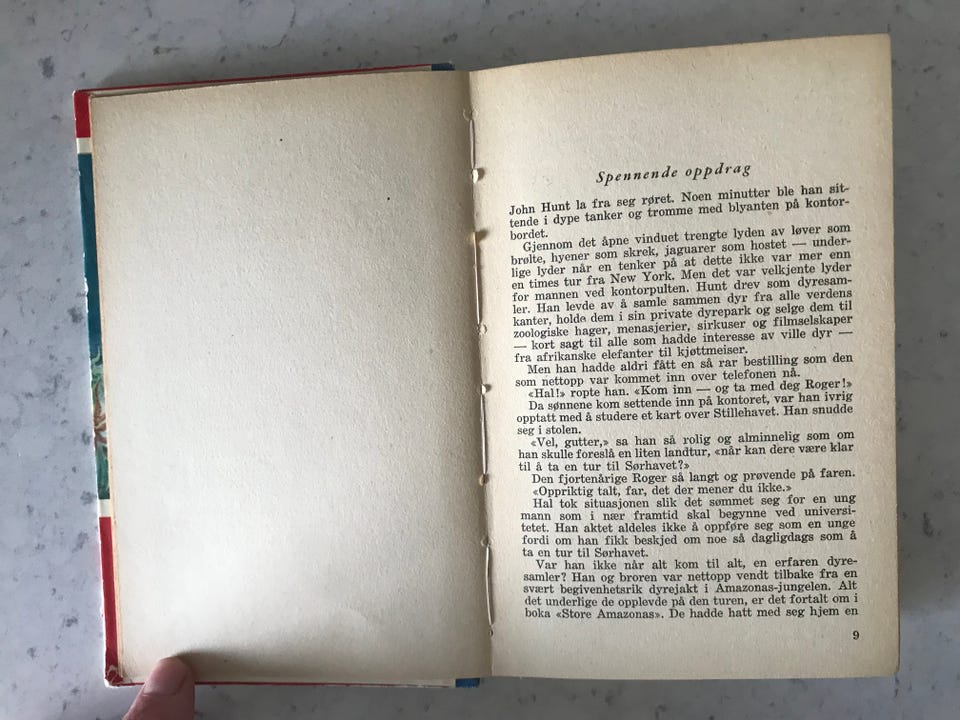 Spennende oppdrag
John Hunt la fra seg røret. Noen minutter ble han sit-
tende i dype tanker og tromme med blyanten på kontor-
bordet.
Gjennom det åpne vinduet trengte lyden av løver som
brølte, hyener som skrek, jaguarer som hostet — under-
lige lyder når en tenker på at dette ikke var mer enn
en times tur fra New York. Men det var velkjente lyder
for mannen ved kontorpulten. Hunt drev som dyresam-
ler. Han levde av å samle sammen dyr fra alle verdens
kanter, holde dem i sin private dyrepark og selge dem til
zoologiske hager, menasjerier, sirkuser og filmselskaper
— kort sagt til alle som hadde interesse av ville dyr —
fra afrikanske elefanter til kjøttmeiser.
Men han hadde aldri fått en så rar bestilling som den
som nettopp var kommet inn over telefonen nå.
«Hal!» ropte han. «Kom inn — og ta med deg Roger!»
Da sønnene kom settende inn på kontoret, var han ivrig
opptatt med å studere et kart over Stillehavet. Han snudde
seg i stolen.
«Vel, gutter,» sa han så rolig og alminnelig som om
han skulle foreslå en liten landtur, «når kan dere være klar
til å ta en tur til Sørhavet?»
Den fjortenårige Roger så langt og prøvende på faren.
«Oppriktig talt, far, det der mener du ikke.»
Hal tok situasjonen slik det sømmet seg for en ung
mann som i nær framtid skal begynne ved universi-
tetet. Han aktet aldeles ikke å oppføre seg som en unge
fordi om han fikk beskjed om noe så dagligdags som å
ta en tur til Sørhavet.
Var han ikke når alt kom til alt, en erfaren dyre-
samler? Han og broren var nettopp vendt tilbake fra en
svært begivenhetsrik dyrejakt i Amazonas-jungelen. Alt
det underlige de opplevde på den turen, er det fortalt om i
boka «Store Amazonas». De hadde hatt med seg hjem en
9